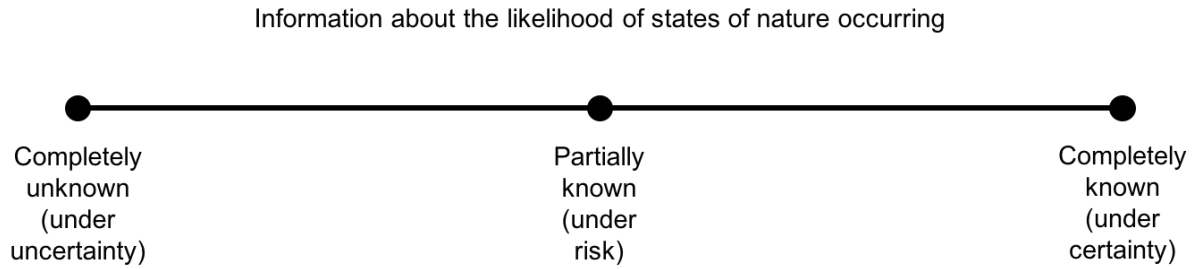 Information about the likelihood of states of nature occurring
Completely
unknown
(under
uncertainty)
Partially
known
(under
risk)
Completely
known
(under
certainty)